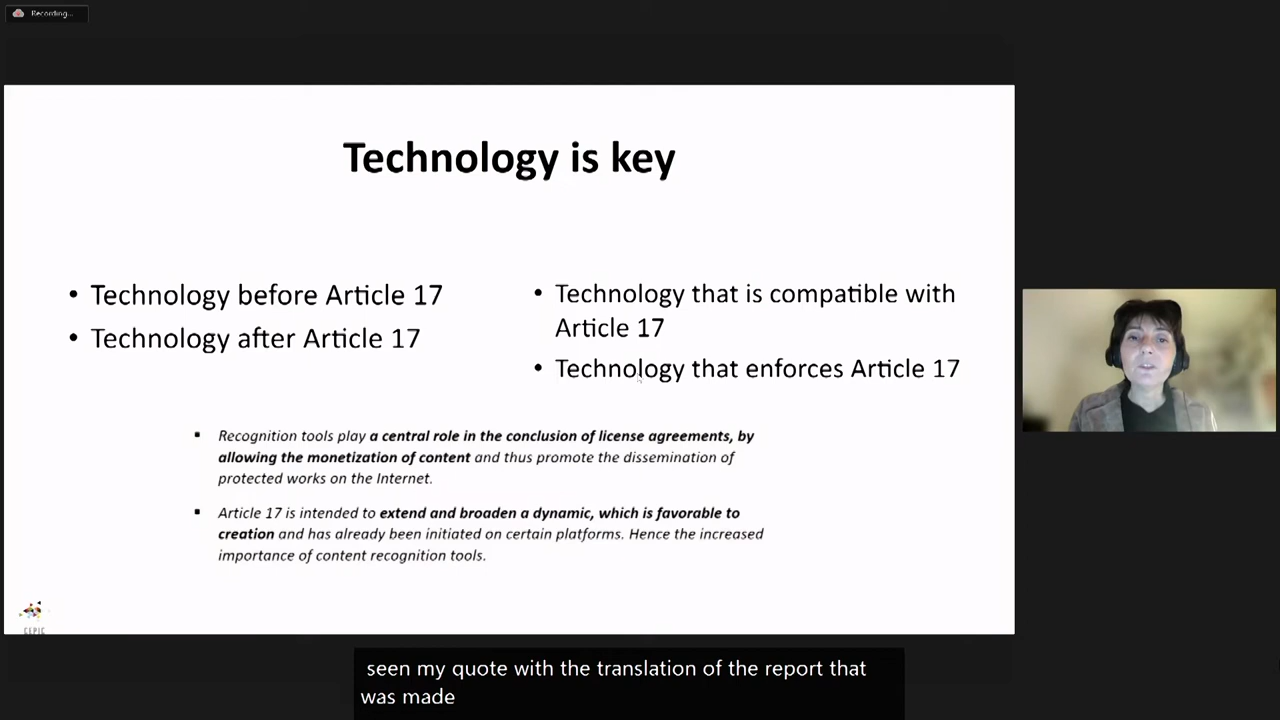 Recording...
Technology is key
• Technology before Article 17
• Technology after Article 17
• Technology that is compatible with
Article 17
• Technology that enforces Article 17
▪ Recognition tools play a central role in the conclusion of license agreements, by
allowing the monetization of content and thus promote the dissemination of
protected works on the Internet.
▪ Article 17 is intended to extend and broaden a dynamic, which is favorable to
creation and has already been initiated on certain platforms. Hence the increased
importance of content recognition tools.
CEPIC
seen my quote with the translation of the report that
was made